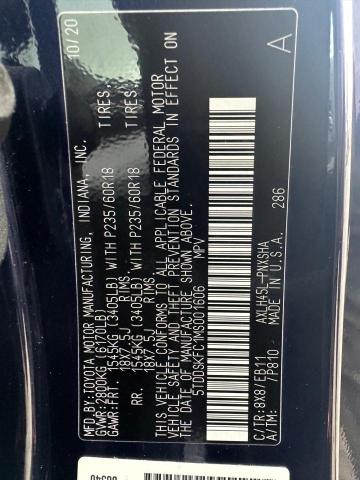 MFD.BY:TOYOTA MOTOR MANUFACTURING, INDIANA, INC. 10/20
GVWR:2800KG (6170LB)
GAWR:FRT. 1545KG (3405LB) WITH P235/60R18 TIRES,
18X7.5J RIMS
RR. 1545KG (3405LB) WITH P235/60R18 TIRES,
18X7.5J RIMS
THIS VEHICLE CONFORMS TO ALL APPLICABLE FEDERAL MOTOR
VEHICLE SAFETY AND THEFT PREVENTION STANDARDS IN EFFECT ON
THE DATE OF MANUFACTURE SHOWN ABOVE.
5TDDSKFC1MS001606 MPV
A
C/TR:8X8/EB11 AXLH45L-PNXSHA 286
A/TM: /P810 MADE IN U.S.A.